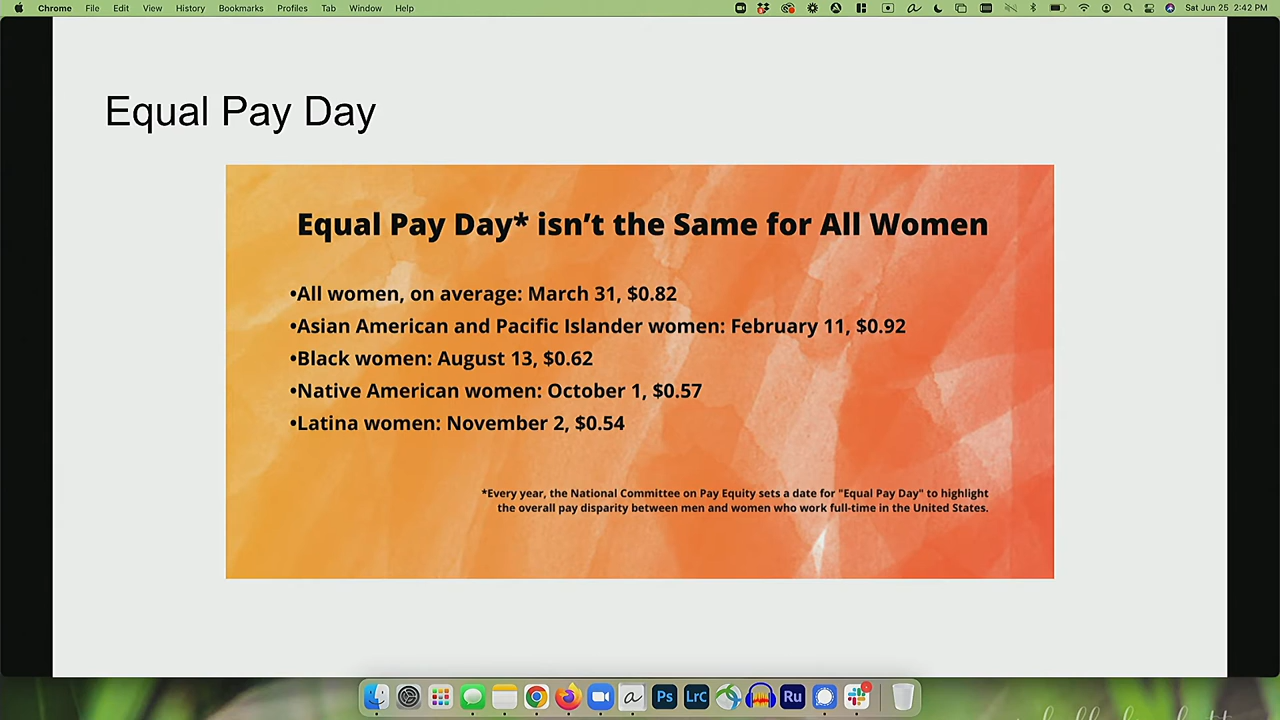 Chrome File Edit View History Bookmarks Profiles Tab Window Help Sat Jun 25 2:42 PM
Equal Pay Day
Equal Pay Day* isn’t the Same for All Women
•All women, on average: March 31, $0.82
•Asian American and Pacific Islander women: February 11, $0.92
•Black women: August 13, $0.62
•Native American women: October 1, $0.57
•Latina women: November 2, $0.54
*Every year, the National Committee on Pay Equity sets a date for "Equal Pay Day" to highlight
the overall pay disparity between men and women who work full-time in the United States.
a Ps LrC Ru